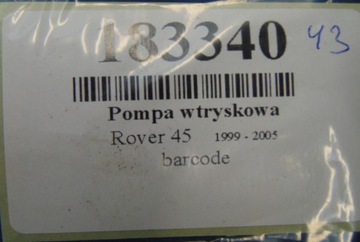 183340
43
Pompa wtryskowa
Rover 45 1999 - 2005
barcode